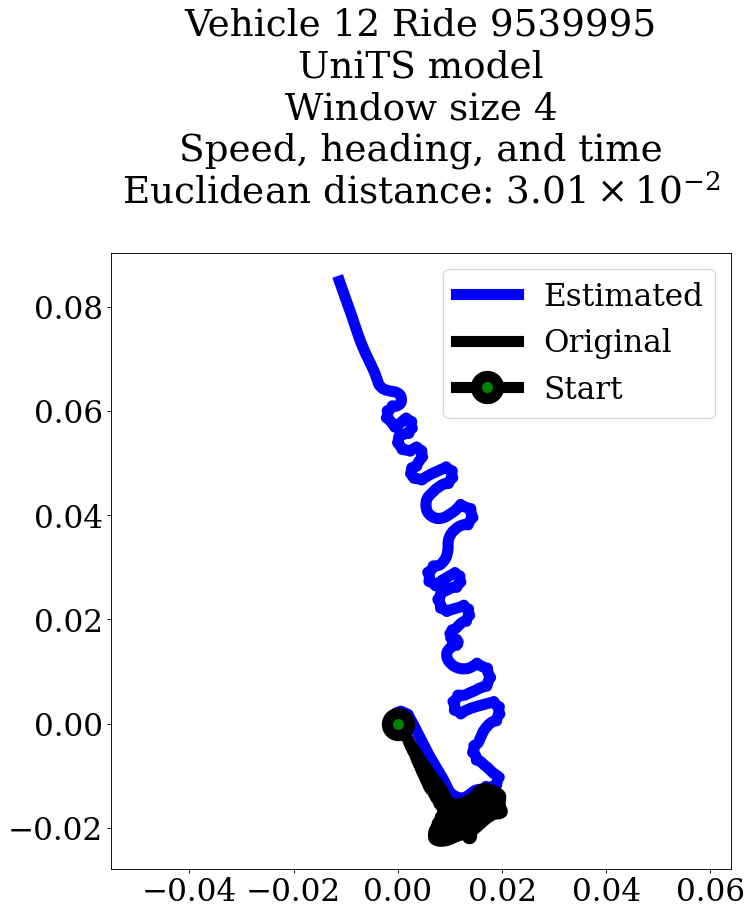 Vehicle 12 Ride 9539995
UniTS model
Window size 4
Speed, heading, and time
Euclidean distance: 3.01 × 10⁻²
Estimated
Original
Start
0.08
0.06
0.04
0.02
0.00
−0.02
−0.04 −0.02 0.00 0.02 0.04 0.06